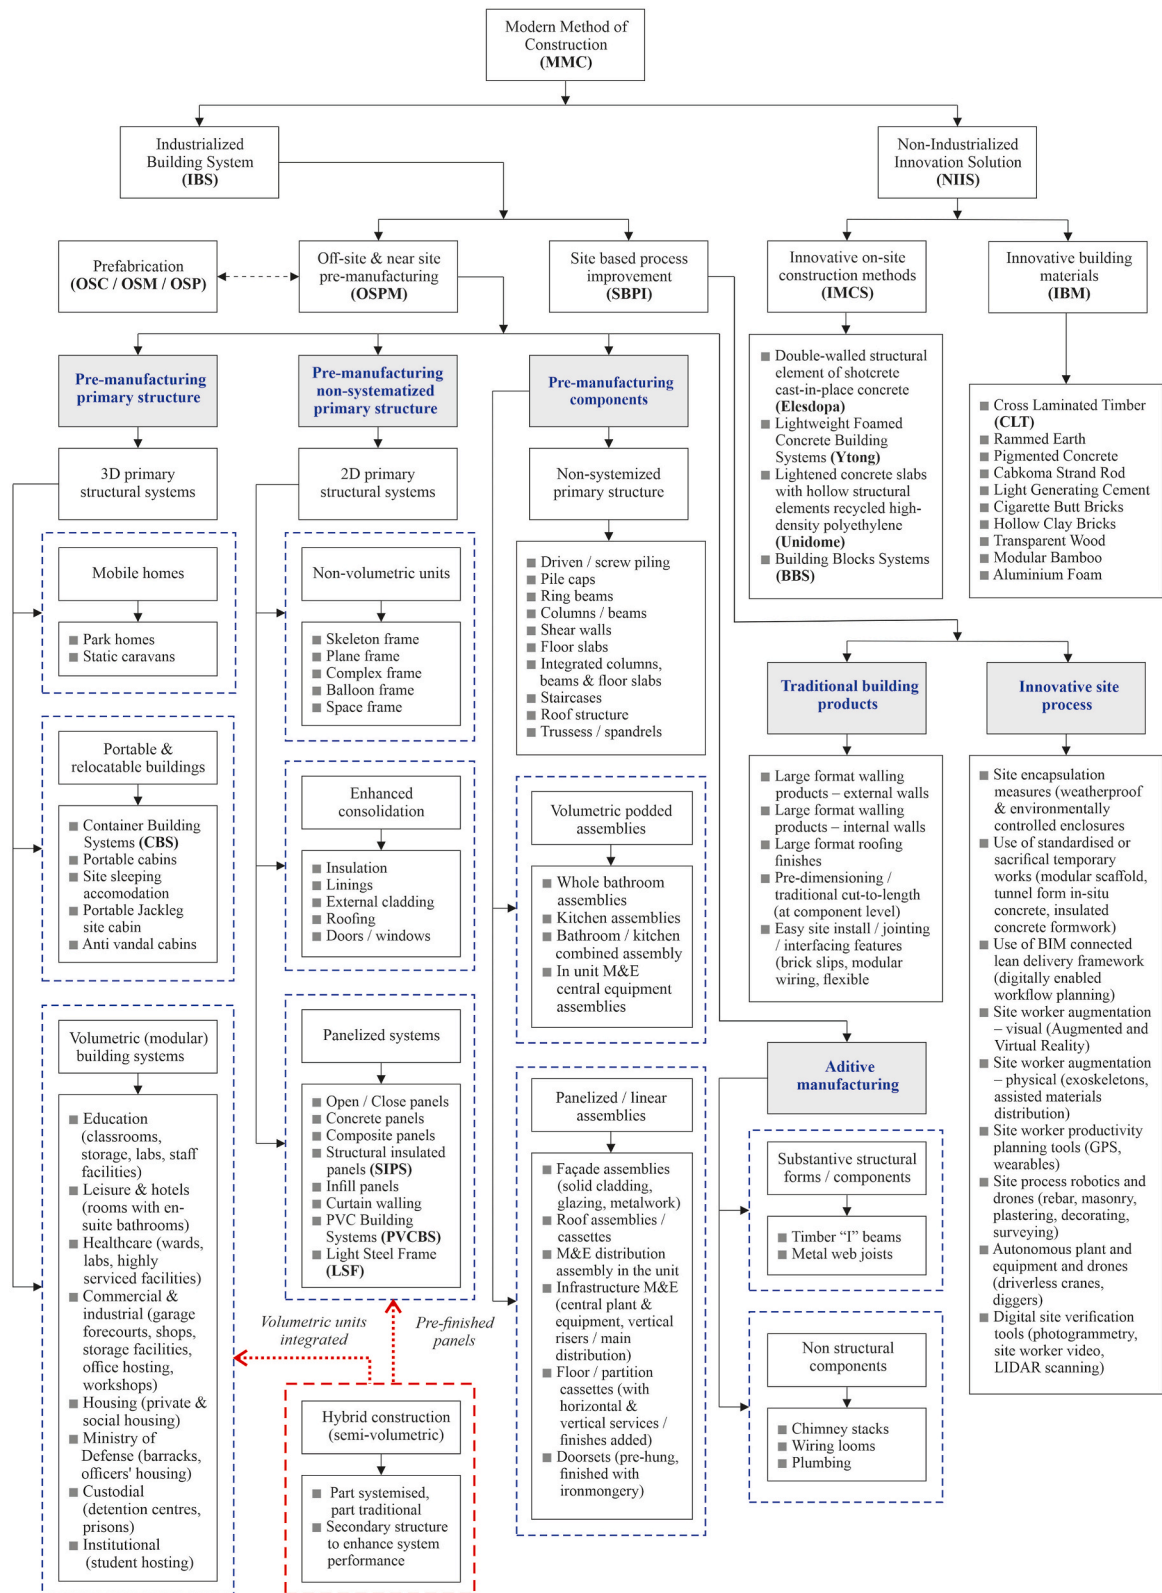 Modern Method of
Construction
(MMC)
Industrialized
Building System
(IBS)
Non-Industrialized
Innovation Solution
(NIIS)
Prefabrication
(OSC / OSM / OSP)
Off-site & near site
pre-manufacturing
(OSPM)
Site based process
improvement
(SBPI)
Innovative on-site
construction methods
(IMCS)
Innovative building
materials
(IBM)
Pre-manufacturing
primary structure
Pre-manufacturing
non-systematized
primary structure
Pre-manufacturing
components
Double-walled structural
element of shotcrete
cast-in-place concrete
(Elesdopa)
Lightweight Foamed
Concrete Building
Systems (Ytong)
Lightened concrete slabs
with hollow structural
elements recycled high-
density polyethylene
(Unidome)
Building Blocks Systems
(BBS)
Cross Laminated Timber
(CLT)
Rammed Earth
Pigmented Concrete
Cabkoma Strand Rod
Light Generating Cement
Cigarette Butt Bricks
Hollow Clay Bricks
Transparent Wood
Modular Bamboo
Aluminium Foam
3D primary
structural systems
2D primary
structural systems
Non-systemized
primary structure
Mobile homes
Park homes
Static caravans
Non-volumetric units
Skeleton frame
Plane frame
Complex frame
Balloon frame
Space frame
Driven / screw piling
Pile caps
Ring beams
Columns / beams
Shear walls
Floor slabs
Integrated columns,
beams & floor slabs
Staircases
Roof structure
Trussess / spandrels
Traditional building
products
Innovative site
process
Portable &
relocatable buildings
Container Building
Systems (CBS)
Portable cabins
Site sleeping
accomodation
Portable Jackleg
site cabin
Anti vandal cabins
Enhanced
consolidation
Insulation
Linings
External cladding
Roofing
Doors / windows
Volumetric podded
assemblies
Whole bathroom
assemblies
Kitchen assemblies
Bathroom / kitchen
combined assembly
In unit M&E
central equipment
assemblies
Large format walling
products – external walls
Large format walling
products – internal walls
Large format roofing
finishes
Pre-dimensioning /
traditional cut-to-length
(at component level)
Easy site install / jointing
/ interfacing features
(brick slips, modular
wiring, flexible
Site encapsulation
measures (weatherproof
& environmentally
controlled enclosures
Use of standardised or
sacrifical temporary
works (modular scaffold,
tunnel form in-situ
concrete, insulated
concrete formwork)
Use of BIM connected
lean delivery framework
(digitally enabled
workflow planning)
Site worker augmentation
– visual (Augmented and
Virtual Reality)
Site worker augmentation
– physical (exoskeletons,
assisted materials
distribution)
Site worker productivity
planning tools (GPS,
wearables)
Site process robotics and
drones (rebar, masonry,
plastering, decorating,
surveying)
Autonomous plant and
equipment and drones
(driverless cranes,
diggers)
Digital site verification
tools (photogrammetry,
site worker video,
LIDAR scanning)
Volumetric (modular)
building systems
Education
(classrooms,
storage, labs, staff
facilities)
Leisure & hotels
(rooms with en-
suite bathrooms)
Healthcare (wards,
labs, highly
serviced facilities)
Commercial &
industrial (garage
forecourts, shops,
storage facilities,
office hosting,
workshops)
Housing (private &
social housing)
Ministry of
Defense (barracks,
officers' housing)
Custodial
(detention centres,
prisons)
Institutional
(student hosting)
Panelized systems
Open / Close panels
Concrete panels
Composite panels
Structural insulated
panels (SIPS)
Infill panels
Curtain walling
PVC Building
Systems (PVCBS)
Light Steel Frame
(LSF)
Volumetric units
integrated
Pre-finished
panels
Hybrid construction
(semi-volumetric)
Part systemised,
part traditional
Secondary structure
to enhance system
performance
Panelized / linear
assemblies
Façade assemblies
(solid cladding,
glazing, metalwork)
Roof assemblies /
cassettes
M&E distribution
assembly in the unit
Infrastructure M&E
(central plant &
equipment, vertical
risers / main
distribution)
Floor / partition
cassettes (with
horizontal &
vertical services /
finishes added)
Doorsets (pre-hung,
finished with
ironmongery)
Aditive
manufacturing
Substantive structural
forms / components
Timber “I” beams
Metal web joists
Non structural
components
Chimney stacks
Wiring looms
Plumbing